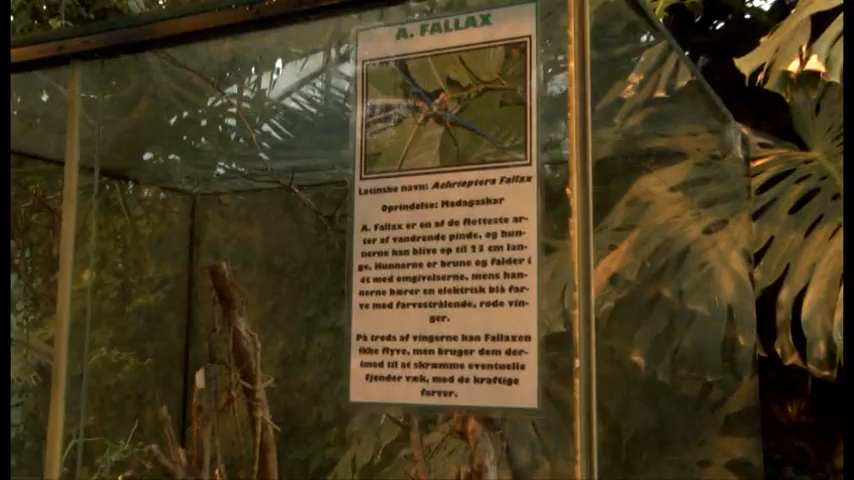 A. FALLAX
Latinske navn: Achrioptera Fallax
Oprindelse: Madagaskar
A. Fallax er en af de flotteste ar-
ter af vandrende pinde, og hun-
nerne kan blive op til 23 cm lan-
ge. Hunnerne er brune og falder i
ét med omgivelserne, mens han-
nerne bærer en elektrisk blå far-
ve med farvestrålende, røde vin-
ger.
På trods af vingerne kan Fallaxen
ikke flyve, men bruger dem der-
imod til at skræmme eventuelle
fjender væk, med de kraftige
farver.